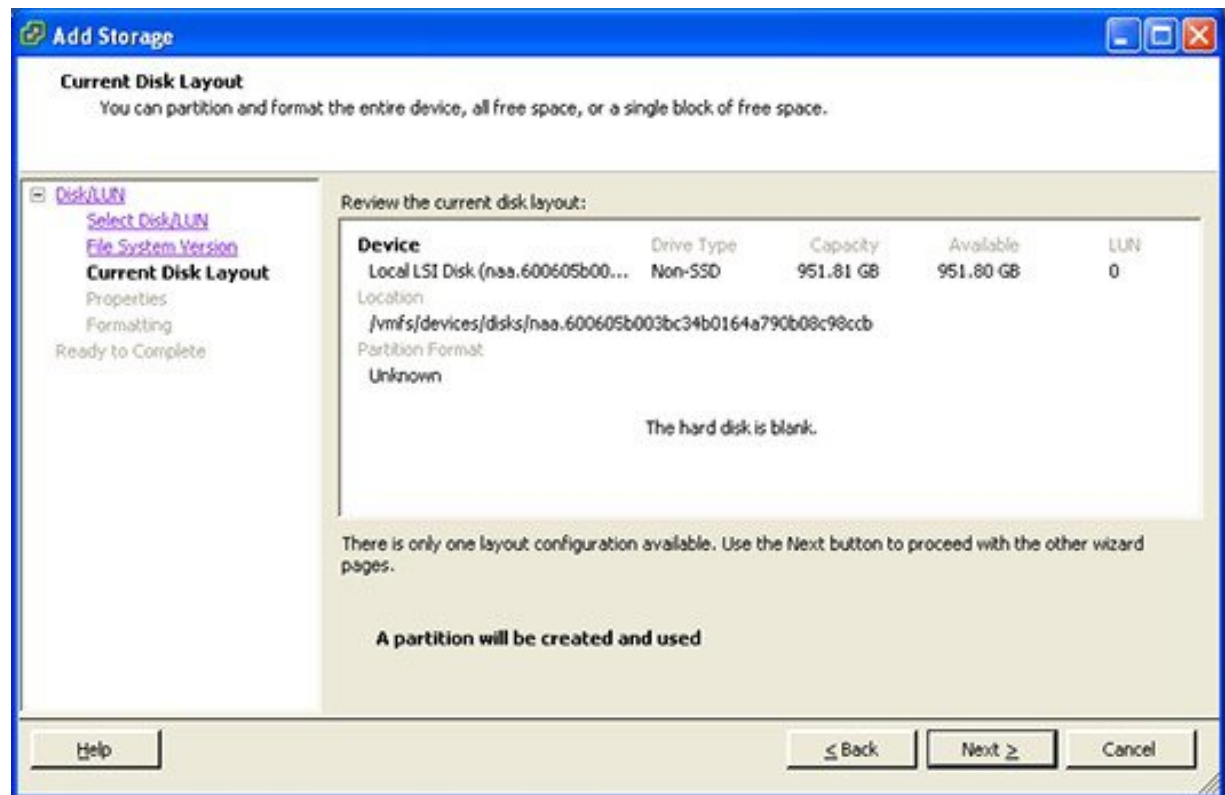 Add Storage
Current Disk Layout
You can partition and format the entire device, all free space, or a single block of free space.
Disk/LUN
Select Disk/LUN
File System Version
Current Disk Layout
Properties
Formatting
Ready to Complete
Review the current disk layout:
Device Drive Type Capacity Available LUN
Local LSI Disk (naa.600605b00... Non-SSD 951.81 GB 951.80 GB 0
Location
/vmfs/devices/disks/naa.600605b003bc34b0164a790b08c98ccb
Partition Format
Unknown
The hard disk is blank.
There is only one layout configuration available. Use the Next button to proceed with the other wizard
pages.
A partition will be created and used
Help
≤ Back
Next ≥
Cancel